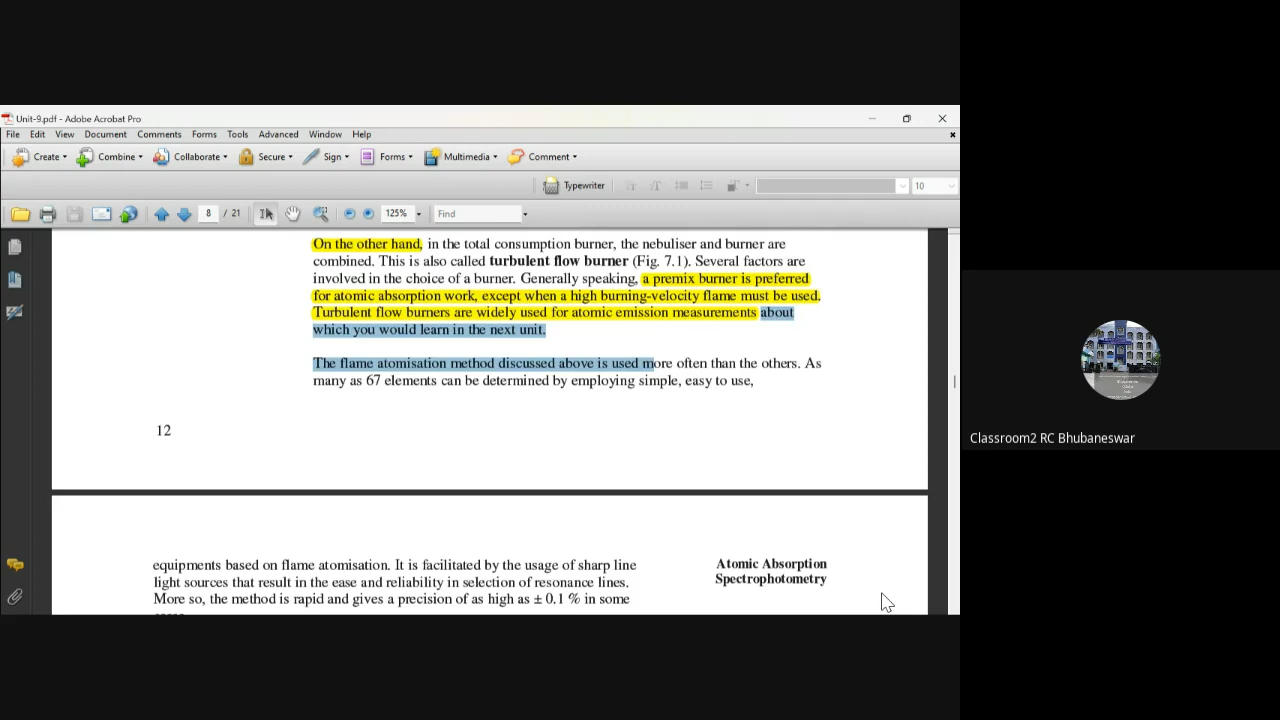 Unit-9.pdf - Adobe Acrobat Pro
File Edit View Document Comments Forms Tools Advanced Window Help
Create Combine Collaborate Secure Sign Forms Multimedia Comment
Typewriter 10
8 / 21 125% Find
On the other hand, in the total consumption burner, the nebuliser and burner are
combined. This is also called turbulent flow burner (Fig. 7.1). Several factors are
involved in the choice of a burner. Generally speaking, a premix burner is preferred
for atomic absorption work, except when a high burning-velocity flame must be used.
Turbulent flow burners are widely used for atomic emission measurements about
which you would learn in the next unit.
The flame atomisation method discussed above is used more often than the others. As
many as 67 elements can be determined by employing simple, easy to use,
12
equipments based on flame atomisation. It is facilitated by the usage of sharp line
light sources that result in the ease and reliability in selection of resonance lines.
More so, the method is rapid and gives a precision of as high as ± 0.1 % in some
Atomic Absorption
Spectrophotometry
Classroom2 RC Bhubaneswar